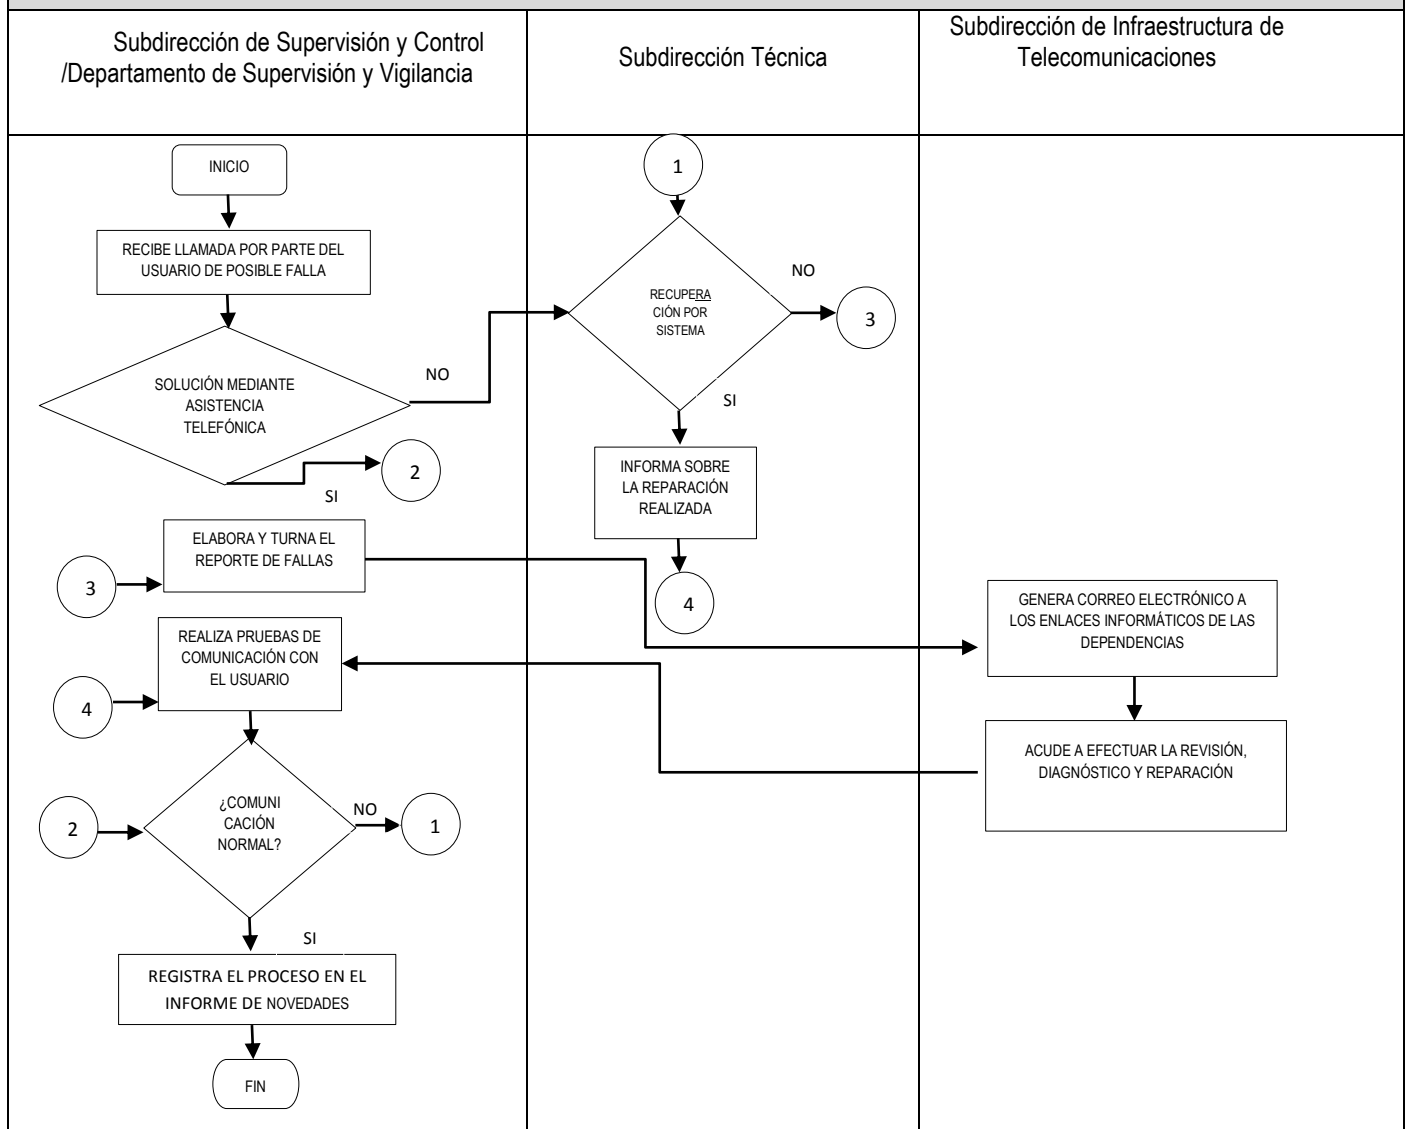 Subdirección de Supervisión y Control
/Departamento de Supervisión y Vigilancia
Subdirección Técnica
Subdirección de Infraestructura de
Telecomunicaciones
INICIO
RECIBE LLAMADA POR PARTE DEL
USUARIO DE POSIBLE FALLA
SOLUCIÓN MEDIANTE
ASISTENCIA
TELEFÓNICA
NO
SI
2
ELABORA Y TURNA EL
REPORTE DE FALLAS
3
REALIZA PRUEBAS DE
COMUNICACIÓN CON
EL USUARIO
4
¿COMUNI
CACIÓN
NORMAL?
2
NO
1
SI
REGISTRA EL PROCESO EN EL
INFORME DE NOVEDADES
FIN
1
RECUPERA
CIÓN POR
SISTEMA
NO
3
SI
INFORMA SOBRE
LA REPARACIÓN
REALIZADA
4
GENERA CORREO ELECTRÓNICO A
LOS ENLACES INFORMÁTICOS DE LAS
DEPENDENCIAS
ACUDE A EFECTUAR LA REVISIÓN,
DIAGNÓSTICO Y REPARACIÓN